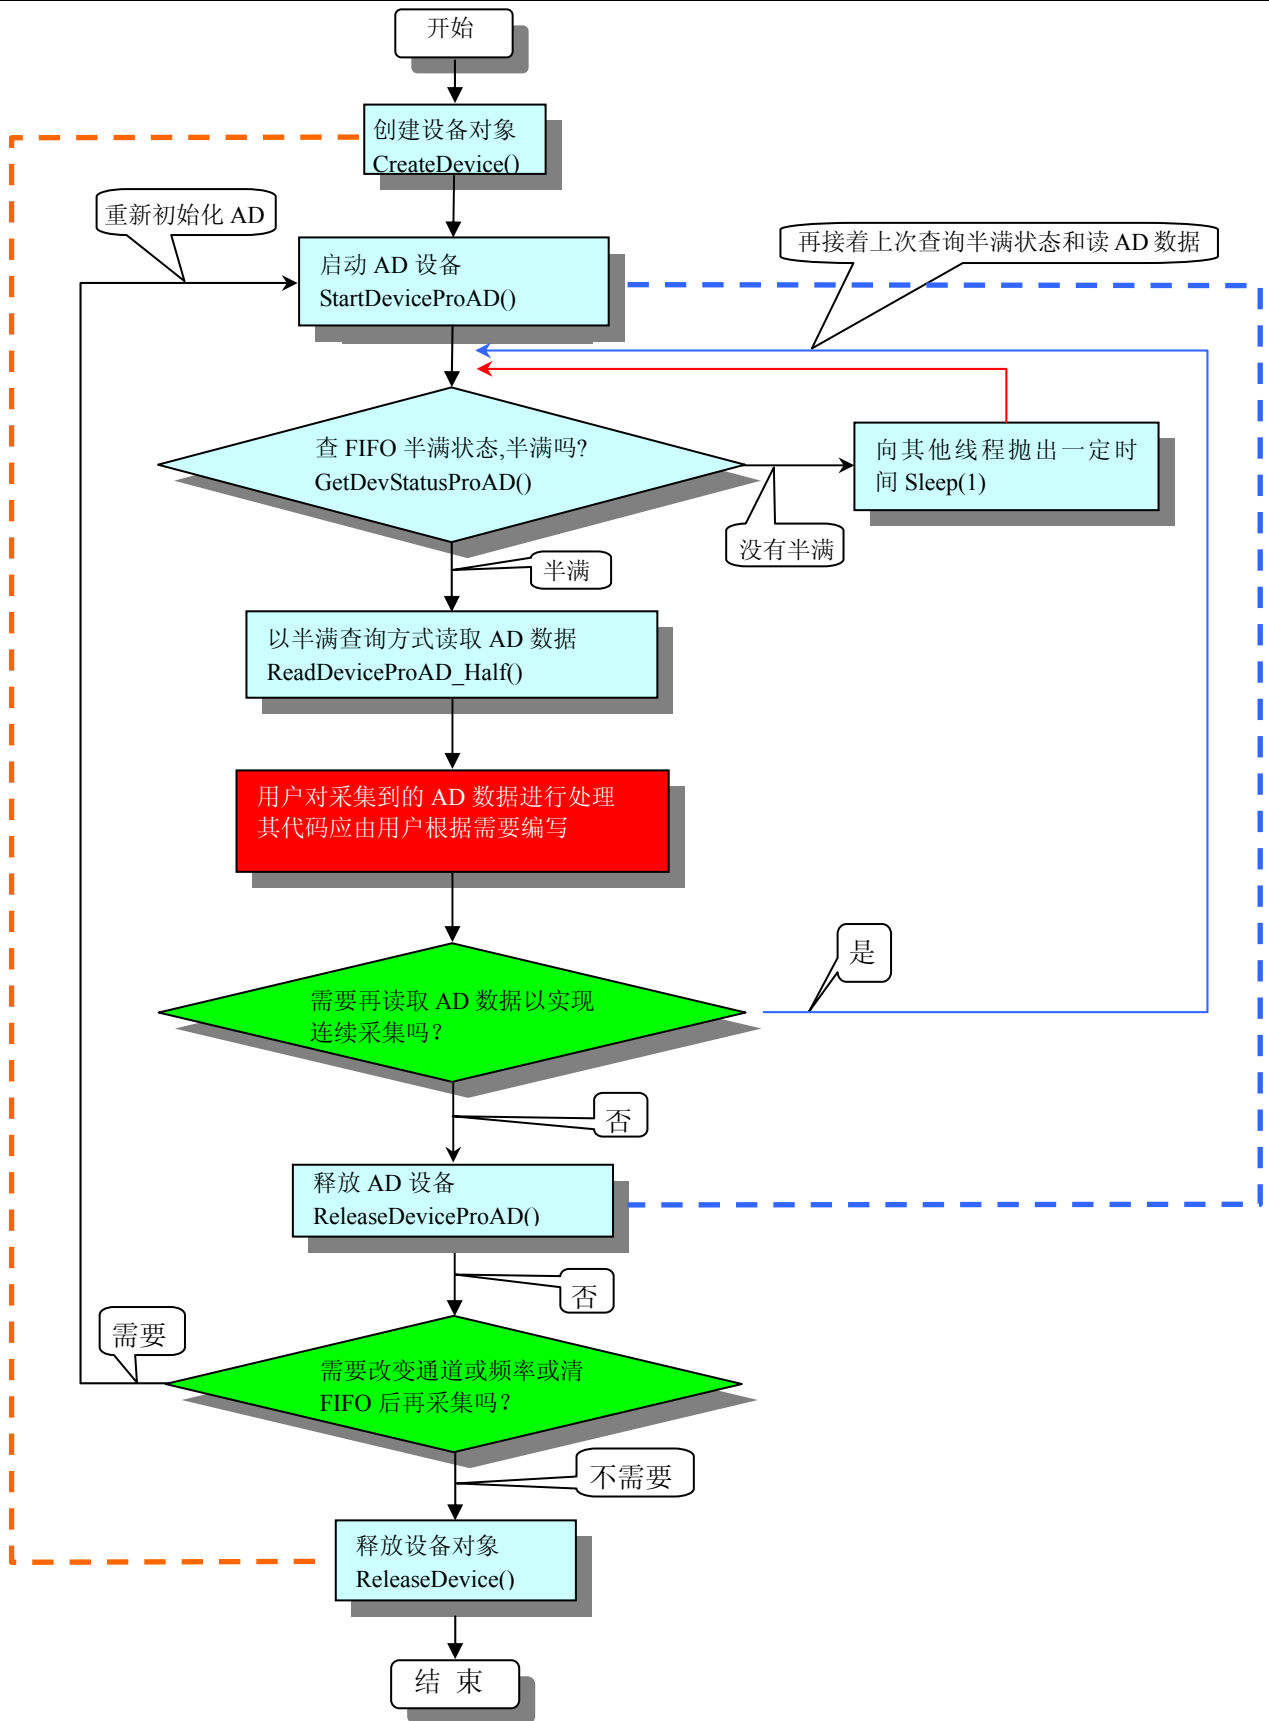 开始
创建设备对象
CreateDevice()
重新初始化 AD
再接着上次查询半满状态和读 AD 数据
启动 AD 设备
StartDeviceProAD()
查 FIFO 半满状态,半满吗?
GetDevStatusProAD()
向其他线程抛出一定时
间 Sleep(1)
没有半满
半满
以半满查询方式读取 AD 数据
ReadDeviceProAD_Half()
用户对采集到的 AD 数据进行处理
其代码应由用户根据需要编写
是
需要再读取 AD 数据以实现
连续采集吗?
否
释放 AD 设备
ReleaseDeviceProAD()
否
需要
需要改变通道或频率或清
FIFO 后再采集吗?
不需要
释放设备对象
ReleaseDevice()
结 束